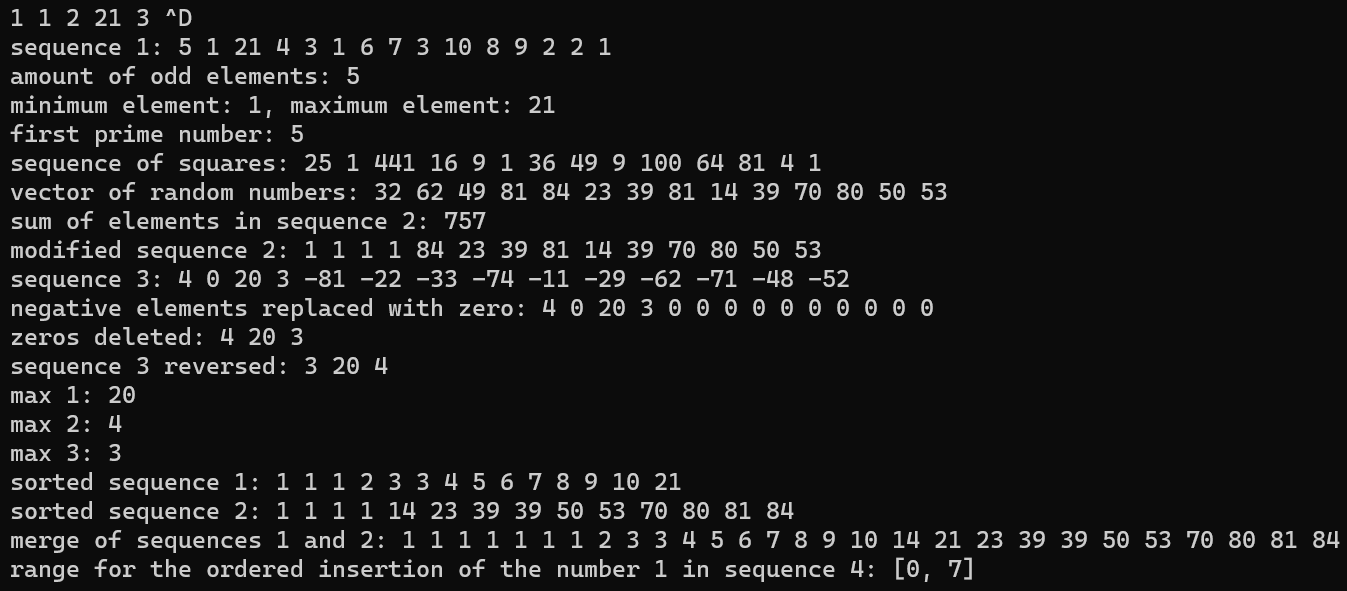 1 1 2 21 3 ^D
sequence 1: 5 1 21 4 3 1 6 7 3 10 8 9 2 2 1
amount of odd elements: 5
minimum element: 1, maximum element: 21
first prime number: 5
sequence of squares: 25 1 441 16 9 1 36 49 9 100 64 81 4 1
vector of random numbers: 32 62 49 81 84 23 39 81 14 39 70 80 50 53
sum of elements in sequence 2: 757
modified sequence 2: 1 1 1 1 84 23 39 81 14 39 70 80 50 53
sequence 3: 4 0 20 3 -81 -22 -33 -74 -11 -29 -62 -71 -48 -52
negative elements replaced with zero: 4 0 20 3 0 0 0 0 0 0 0 0 0 0
zeros deleted: 4 20 3
sequence 3 reversed: 3 20 4
max 1: 20
max 2: 4
max 3: 3
sorted sequence 1: 1 1 1 2 3 3 4 5 6 7 8 9 10 21
sorted sequence 2: 1 1 1 1 14 23 39 39 50 53 70 80 81 84
merge of sequences 1 and 2: 1 1 1 1 1 1 1 2 3 3 4 5 6 7 8 9 10 14 21 23 39 39 50 53 70 80 81 84
range for the ordered insertion of the number 1 in sequence 4: [0, 7]